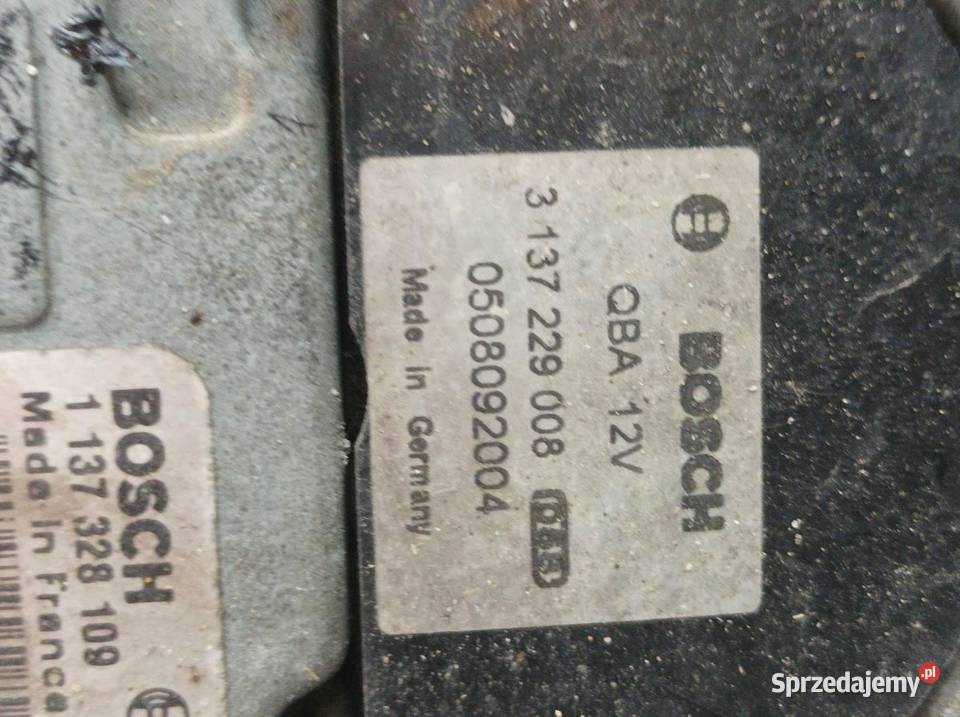 BOSCH
QBA 12V
3 137 229 008 045
0508092004
Made in Germany
BOSCH
1 137 328 109
Made in France
Sprzedajemy.pl